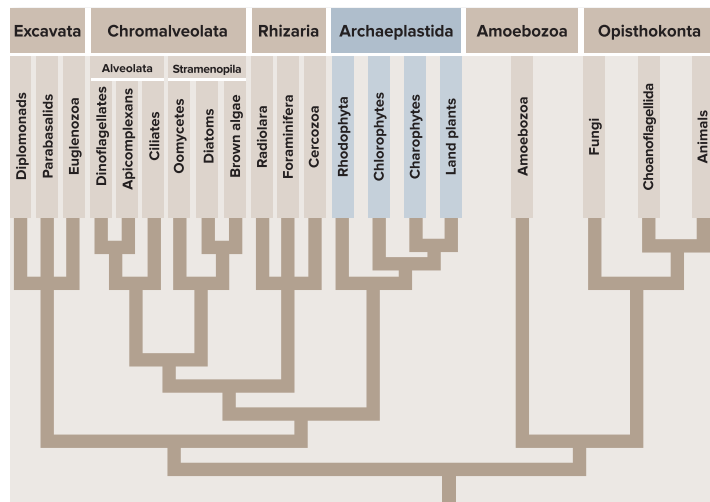 Excavata
Chromalveolata
Rhizaria
Archaeplastida
Amoebozoa
Opisthokonta
Alveolata
Stramenopila
Diplomonads
Parabasalids
Euglenozoa
Dinoflagellates
Apicomplexans
Ciliates
Oomycetes
Diatoms
Brown algae
Radiolara
Foraminifera
Cercozoa
Rhodophyta
Chlorophytes
Charophytes
Land plants
Amoebozoa
Fungi
Choanoflagellida
Animals